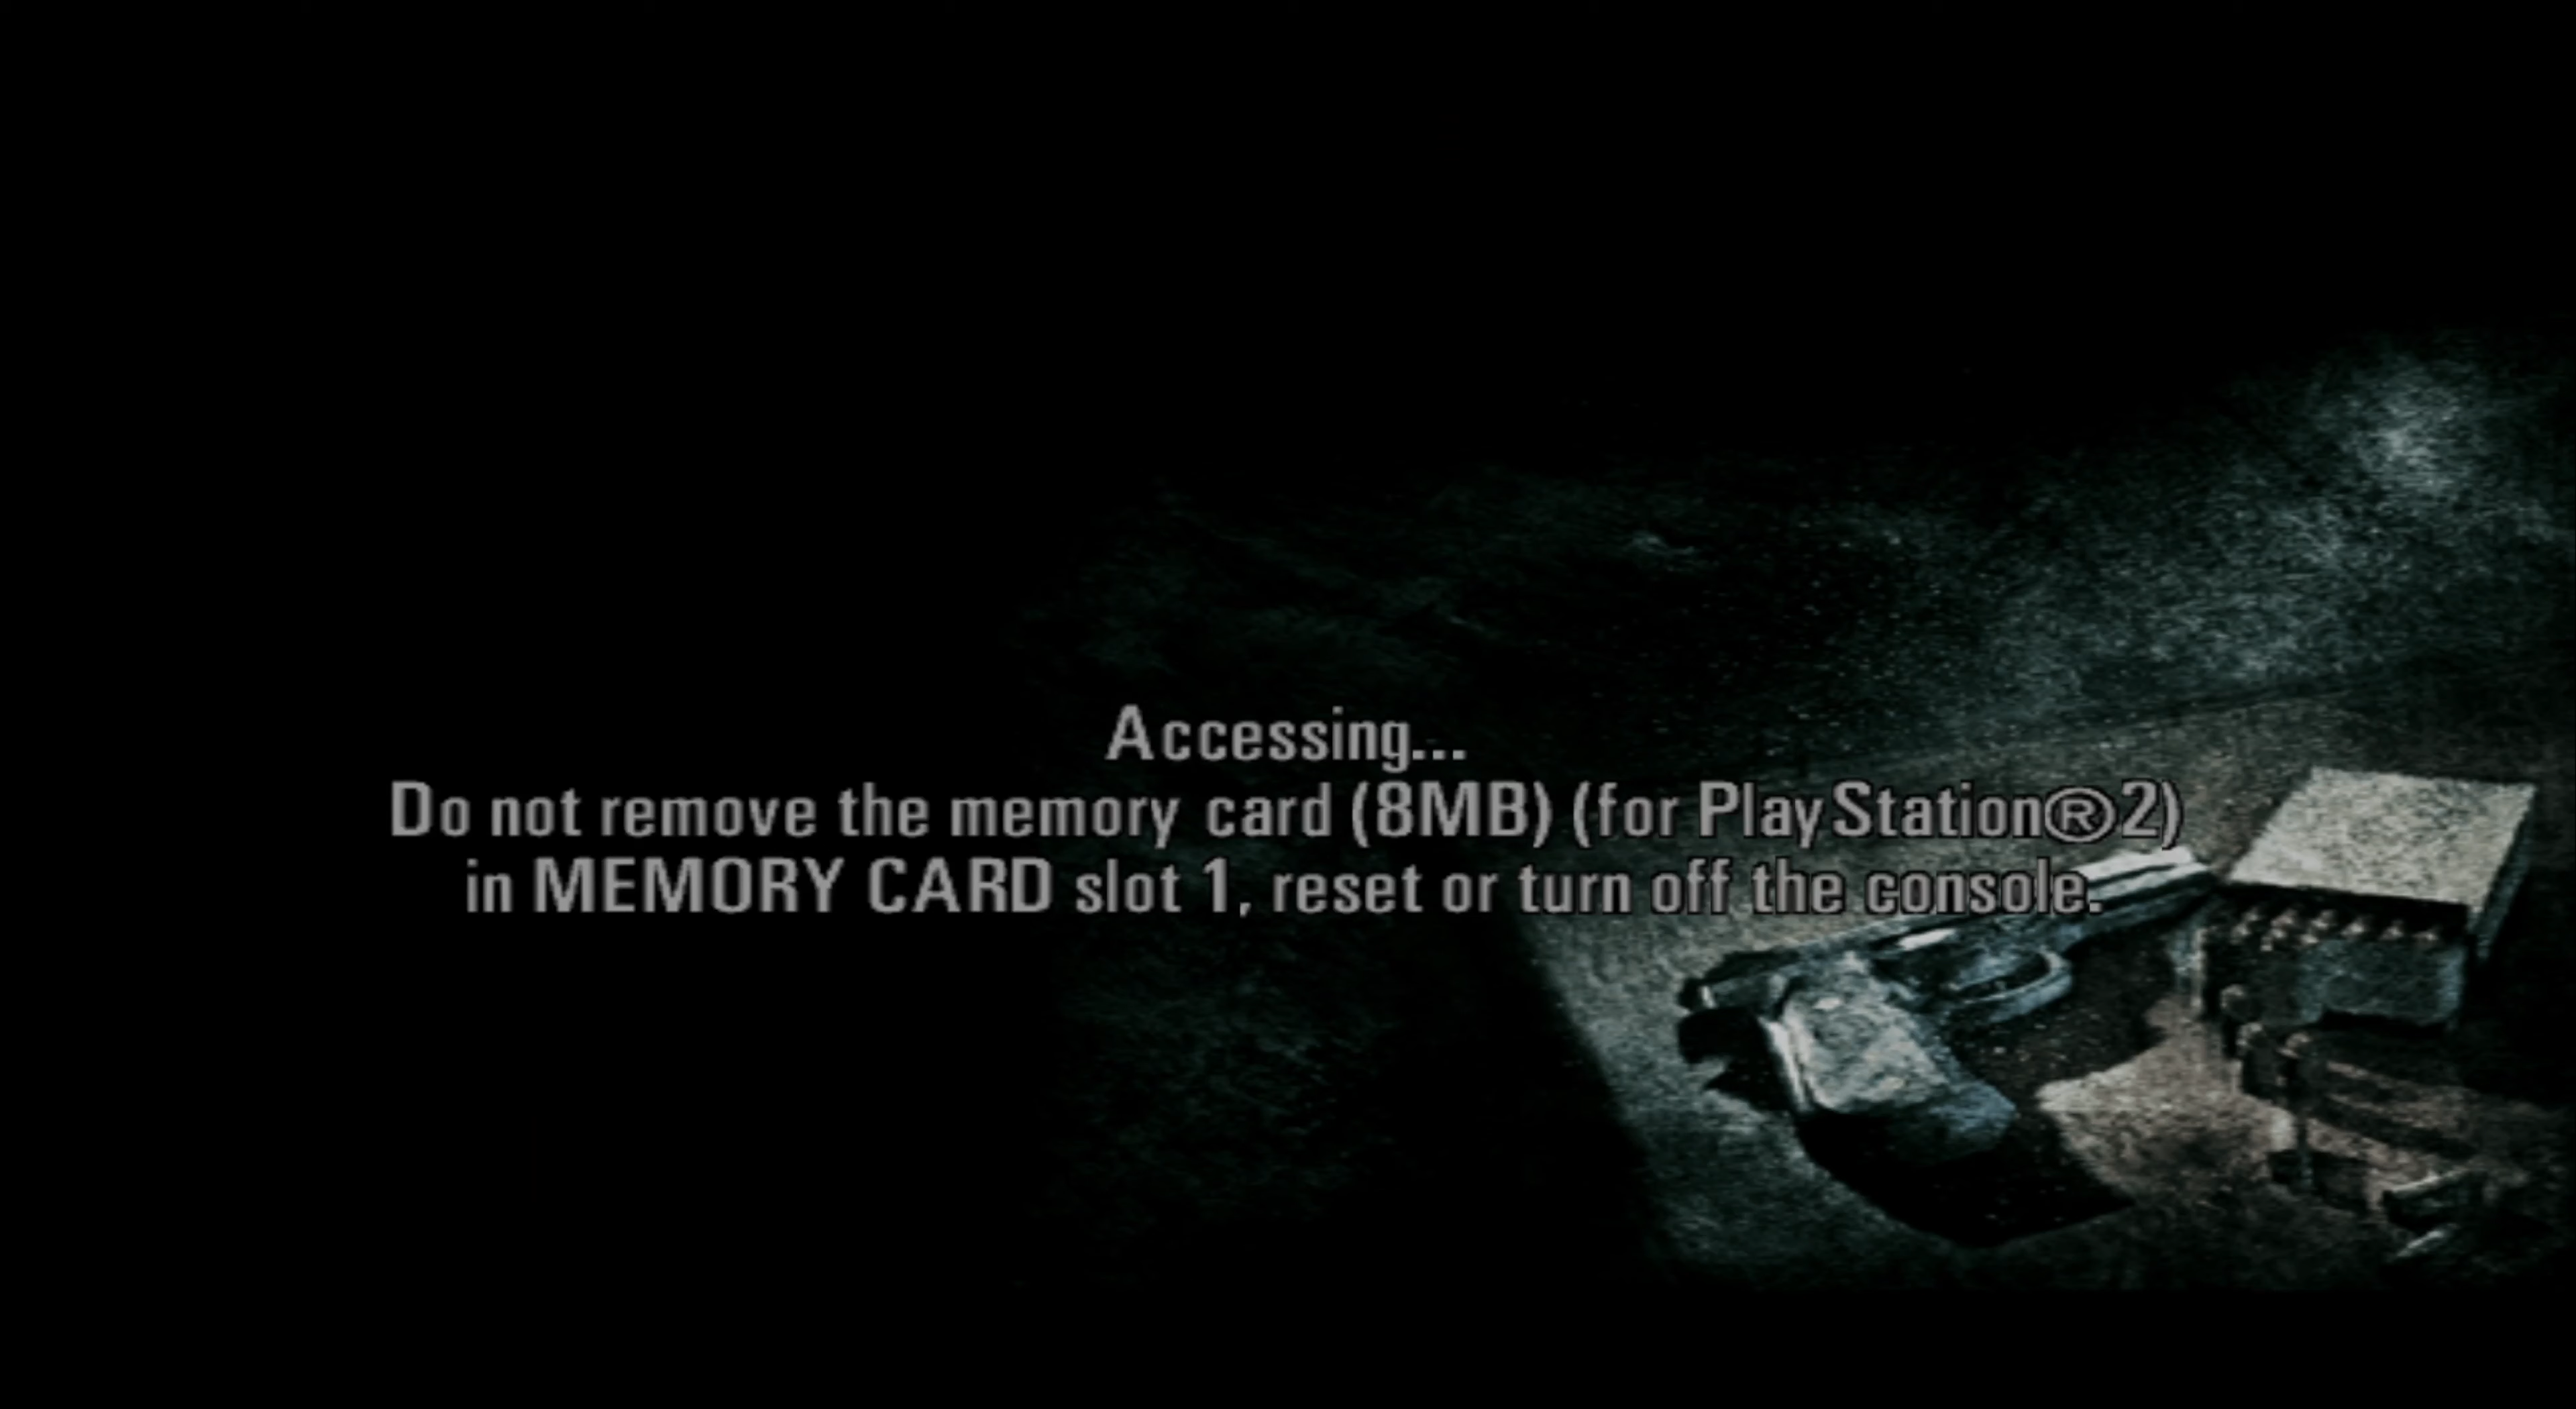 Accessing...
Do not remove the memory card (8MB) (for PlayStation®2)
in MEMORY CARD slot 1, reset or turn off the console.